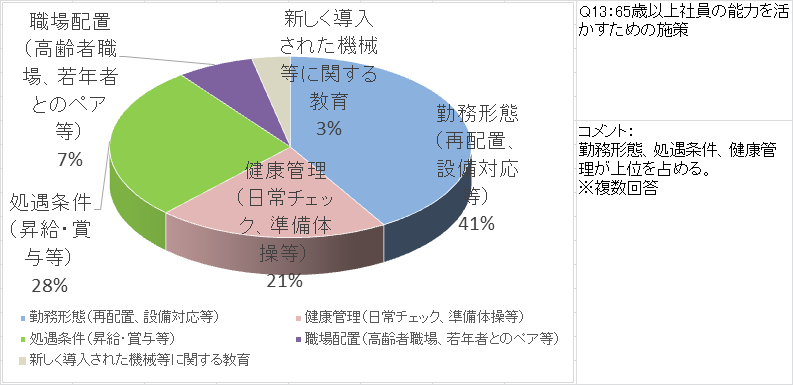 新しく導入
された機械
等に関する
教育
3%
職場配置
（高齢者職
場、若年者
とのペア
等）
7%
勤務形態
（再配置、
設備対応
等）
41%
健康管理
（日常チェッ
ク、準備体
操等）
21%
処遇条件
（昇給・賞
与等）
28%
勤務形態（再配置、設備対応等）
健康管理（日常チェック、準備体操等）
処遇条件（昇給・賞与等）
職場配置（高齢者職場、若年者とのペア等）
新しく導入された機械等に関する教育
Q13：65歳以上社員の能力を活
かすための施策
コメント：
勤務形態、処遇条件、健康管
理が上位を占める。
※複数回答